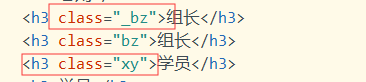 <h3 class="_bz">组长</h3>
<h3 class="bz">组长</h3>
<h3 class="xy">学员</h3>